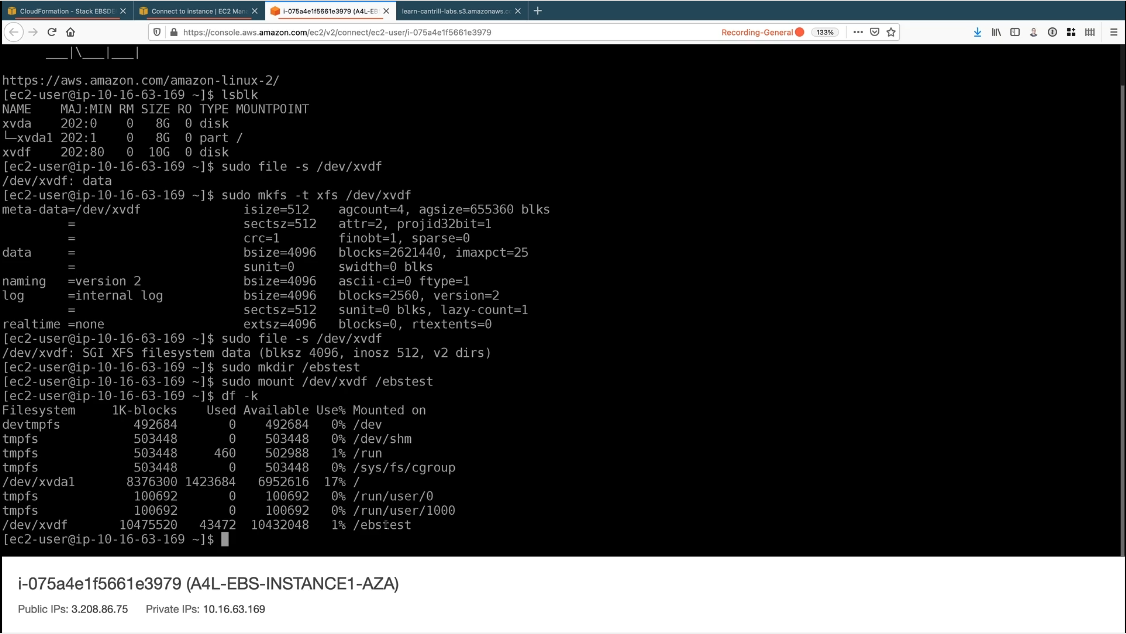 CloudFormation - Stack EBSDE
Connect to instance | EC2 Man
i-075a4e1f5661e3979 (A4L-EB
learn-cantrill-labs.s3.amazonaws.c
https://console.aws.amazon.com/ec2/v2/connect/ec2-user/i-075a4e1f5661e3979
Recording-General
133%
___|\___|___|
https://aws.amazon.com/amazon-linux-2/
[ec2-user@ip-10-16-63-169 ~]$ lsblk
NAME    MAJ:MIN RM SIZE RO TYPE MOUNTPOINT
xvda    202:0    0   8G  0 disk
└─xvda1 202:1    0   8G  0 part /
xvdf    202:80   0  10G  0 disk
[ec2-user@ip-10-16-63-169 ~]$ sudo file -s /dev/xvdf
/dev/xvdf: data
[ec2-user@ip-10-16-63-169 ~]$ sudo mkfs -t xfs /dev/xvdf
meta-data=/dev/xvdf              isize=512    agcount=4, agsize=655360 blks
         =                       sectsz=512   attr=2, projid32bit=1
         =                       crc=1        finobt=1, sparse=0
data     =                       bsize=4096   blocks=2621440, imaxpct=25
         =                       sunit=0      swidth=0 blks
naming   =version 2              bsize=4096   ascii-ci=0 ftype=1
log      =internal log           bsize=4096   blocks=2560, version=2
         =                       sectsz=512   sunit=0 blks, lazy-count=1
realtime =none                   extsz=4096   blocks=0, rtextents=0
[ec2-user@ip-10-16-63-169 ~]$ sudo file -s /dev/xvdf
/dev/xvdf: SGI XFS filesystem data (blksz 4096, inosz 512, v2 dirs)
[ec2-user@ip-10-16-63-169 ~]$ sudo mkdir /ebstest
[ec2-user@ip-10-16-63-169 ~]$ sudo mount /dev/xvdf /ebstest
[ec2-user@ip-10-16-63-169 ~]$ df -k
Filesystem     1K-blocks    Used Available Use% Mounted on
devtmpfs          492684       0    492684   0% /dev
tmpfs             503448       0    503448   0% /dev/shm
tmpfs             503448     460    502988   1% /run
tmpfs             503448       0    503448   0% /sys/fs/cgroup
/dev/xvda1       8376300 1423684   6952616  17% /
tmpfs             100692       0    100692   0% /run/user/0
tmpfs             100692       0    100692   0% /run/user/1000
/dev/xvdf       10475520   43472  10432048   1% /ebstest
[ec2-user@ip-10-16-63-169 ~]$
i-075a4e1f5661e3979 (A4L-EBS-INSTANCE1-AZA)
Public IPs: 3.208.86.75 Private IPs: 10.16.63.169